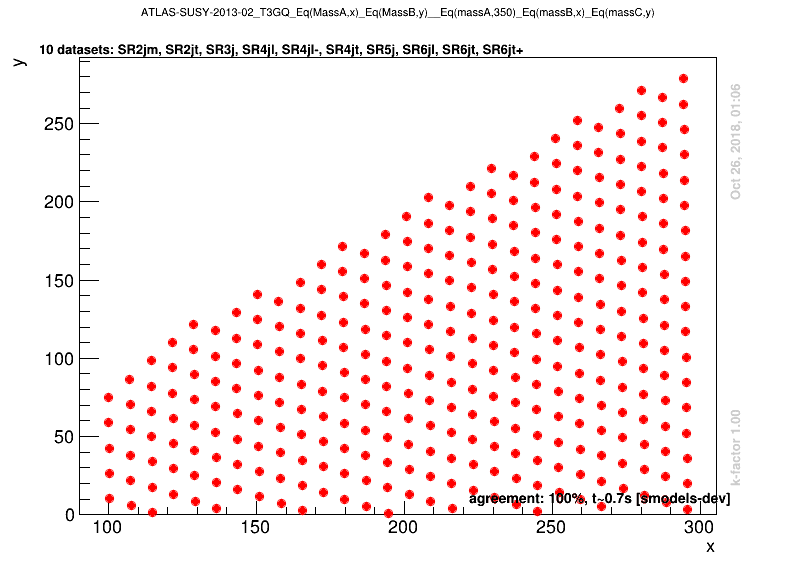 ATLAS-SUSY-2013-02_T3GQ_Eq(MassA,x)_Eq(MassB,y)__Eq(massA,350)_Eq(massB,x)_Eq(massC,y)
10 datasets: SR2jm, SR2jt, SR3j, SR4jl, SR4jl-, SR4jt, SR5j, SR6jl, SR6jt, SR6jt+
y
250
200
150
100
50
0
100
150
200
250
300
x
agreement: 100%, t~0.7s [smodels-dev]
Oct 26, 2018, 01:06
k-factor 1.00